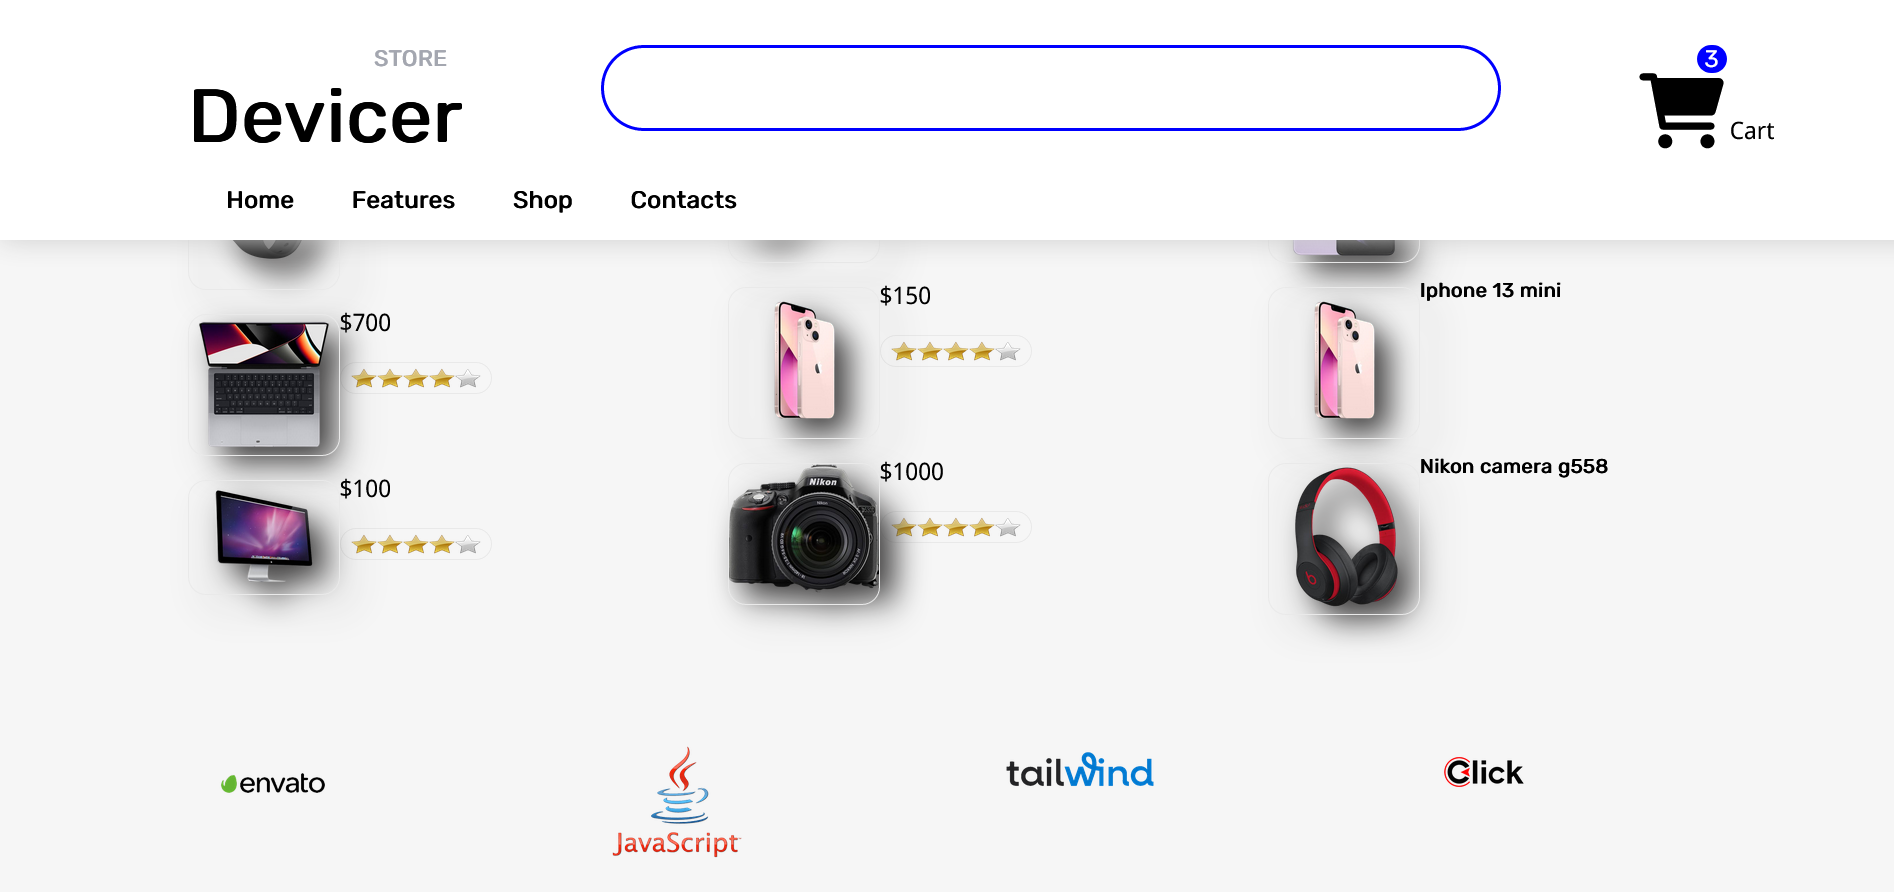 STORE
Devicer
3
Cart
Home Features Shop Contacts
$700
$100
$150
Nikon
$1000
Iphone 13 mini
Nikon camera g558
envato
JavaScript
tailwind
Click